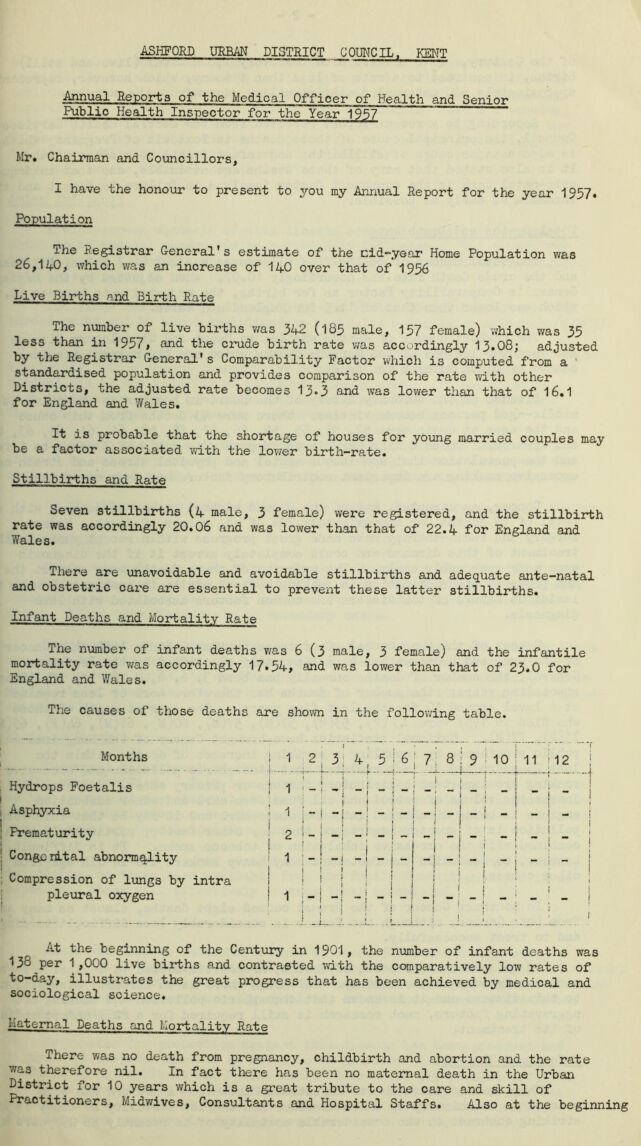 ASHFORD URBAN DISTRICT COUNCIL, KENT
Annual Reports of the Medical Officer of Health and Senior
Public Health Inspector for the Year 1957
Mr. Chairman and Councillors,
I have the honour to present to you my Annual Report for the year 1957.
Population
The Registrar General's estimate of the mid-year Home Population was
26,140, which was an increase of 140 over that of 1956
Live Births and Birth Rate
The number of live births was 342 (185 male, 157 female) which was 35
less than in 1957, and the crude birth rate was accordingly 13.08; adjusted
by the Registrar General's Comparability Factor which is computed from a
standardised population and provides comparison of the rate with other
Districts, the adjusted rate becomes 13.3 and was lower than that of 16.1
for England and Wales.
It is probable that the shortage of houses for young married couples may
be a factor associated with the lower birth-rate.
Stillbirths and Rate
Seven stillbirths (4 male, 3 female) were registered, and the stillbirth
rate was accordingly 20.06 and was lower than that of 22.4 for England and
Wales.
There are unavoidable and avoidable stillbirths and adequate ante-natal
and obstetric care are essential to prevent these latter stillbirths.
Infant Deaths and Mortality Rate
The number of infant deaths was 6 (3 male, 3 female) and the infantile
mortality rate was accordingly 17.54, and was lower than that of 23.0 for
England and Wales.
The causes of those deaths are shown in the following table.
Months 1 2 3 4 5 6 7 8 9 10 11 12
Hydrops Foetalis 1 - - - - - - - - - - -
Asphyxia 1 - - - - - - - - - - -
Prematurity 2 - - - - - - - - - - -
Congenital abnormality 1 - - - - - - - - - - -
Compression of lungs by intra
pleural oxygen 1 - - - - - - - - - - -
At the beginning of the Century in 1901, the number of infant deaths was
138 per 1,000 live births and contrasted with the comparatively low rates of
to-day, illustrates the great progress that has been achieved by medical and
sociological science.
Maternal Deaths and Mortality Rate
There was no death from pregnancy, childbirth and abortion and the rate
was therefore nil. In fact there has been no maternal death in the Urban
District for 10 years which is a great tribute to the care and skill of
Practitioners, Midwives, Consultants and Hospital Staffs. Also at the beginning